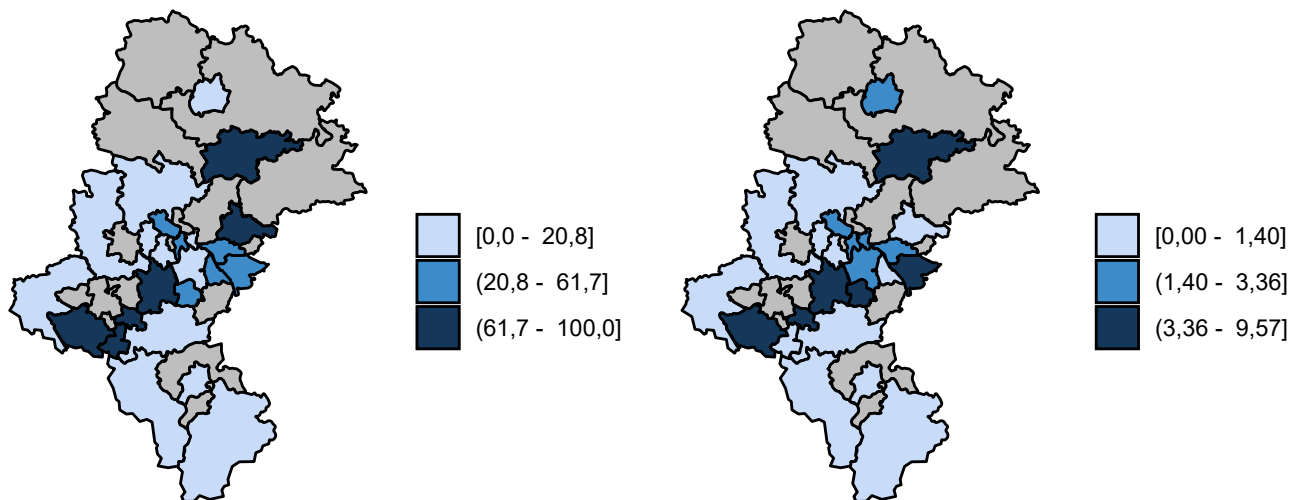 [0,0 - 20,8]
(20,8 - 61,7]
(61,7 - 100,0]
[0,00 - 1,40]
(1,40 - 3,36]
(3,36 - 9,57]